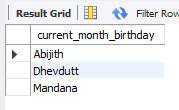 Result Grid Filter Row
current_month_birthday
Abijith
Dhevdutt
Mandana